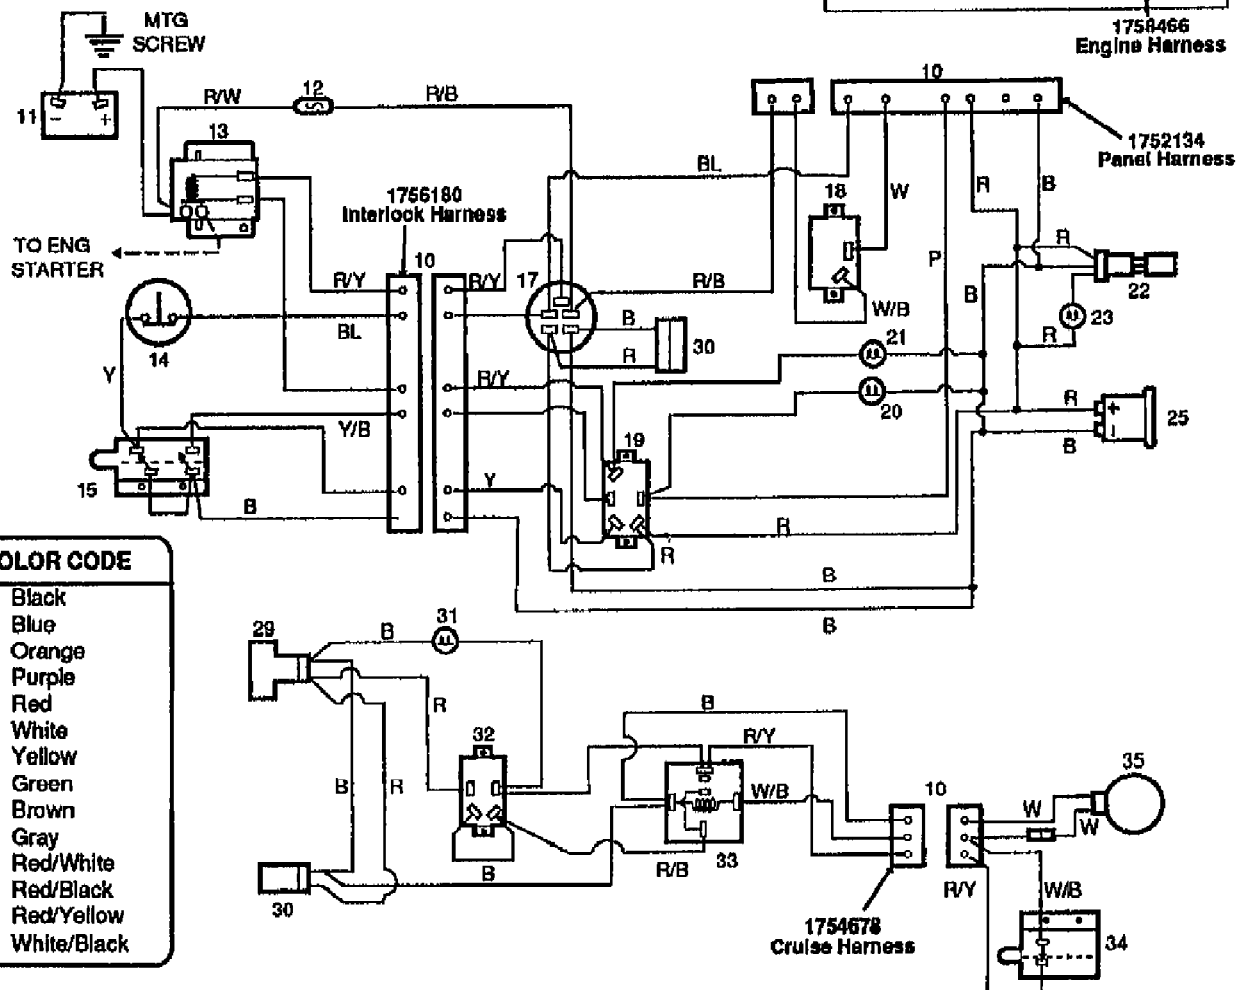 MTG
SCREW
1758466
Engine Harness
11
-
+
R/W
12
R/B
10
1752134
Panel Harness
13
BL
W
R
B
1756180
Interlock Harness
18
TO ENG
STARTER
10
R/Y
R/Y
17
R/B
P
R
B
22
W/B
23
14
BL
B
30
R
21
R
Y
R/Y
20
R
+
-
25
Y/B
19
B
15
Y
B
R
R
B
B
OLOR CODE
Black
Blue
Orange
Purple
Red
White
Yellow
Green
Brown
Gray
Red/White
Red/Black
Red/Yellow
White/Black
29
B
31
R
32
B
R/Y
35
B
R
W/B
10
W
W
B
R/B
33
30
R/Y
W/B
1754678
Cruise Harness
34